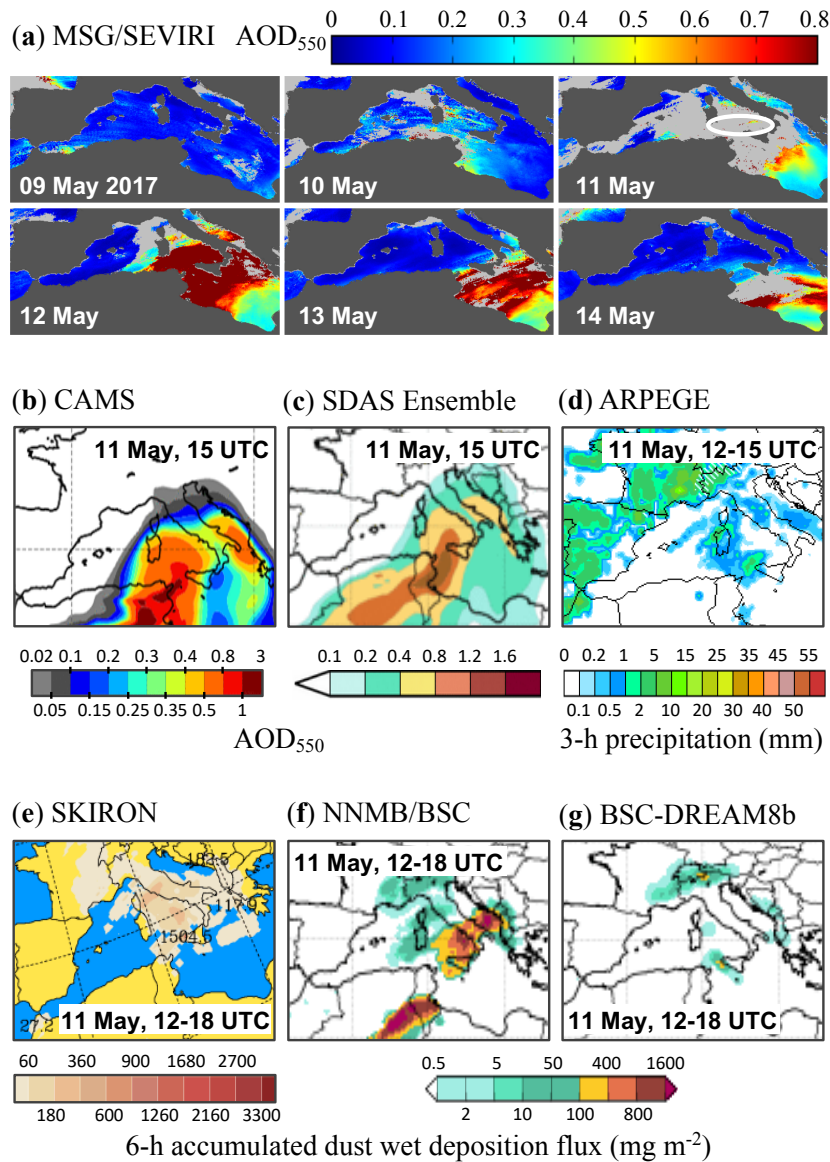 0 0.1 0.2 0.3 0.4 0.5 0.6 0.7 0.8
(a) MSG/SEVIRI AOD₅₅₀
09 May 2017 10 May 11 May
12 May 13 May 14 May
(b) CAMS (c) SDAS Ensemble (d) ARPEGE
11 May, 15 UTC 11 May, 15 UTC 11 May, 12-15 UTC
0.02 0.1 0.2 0.3 0.4 0.8 3
0.05 0.15 0.25 0.35 0.5 1
0.1 0.2 0.4 0.8 1.2 1.6
0 0.2 1 5 15 25 35 45 55
0.1 0.5 2 10 20 30 40 50
AOD₅₅₀ 3-h precipitation (mm)
(e) SKIRON (f) NNMB/BSC (g) BSC-DREAM8b
11 May, 12-18 UTC
182.5
117.9
1504.5
27.2
11 May, 12-18 UTC 11 May, 12-18 UTC
60 360 900 1680 2700
180 600 1260 2160 3300
0.5 5 50 400 1600
2 10 100 800
6-h accumulated dust wet deposition flux (mg m⁻²)